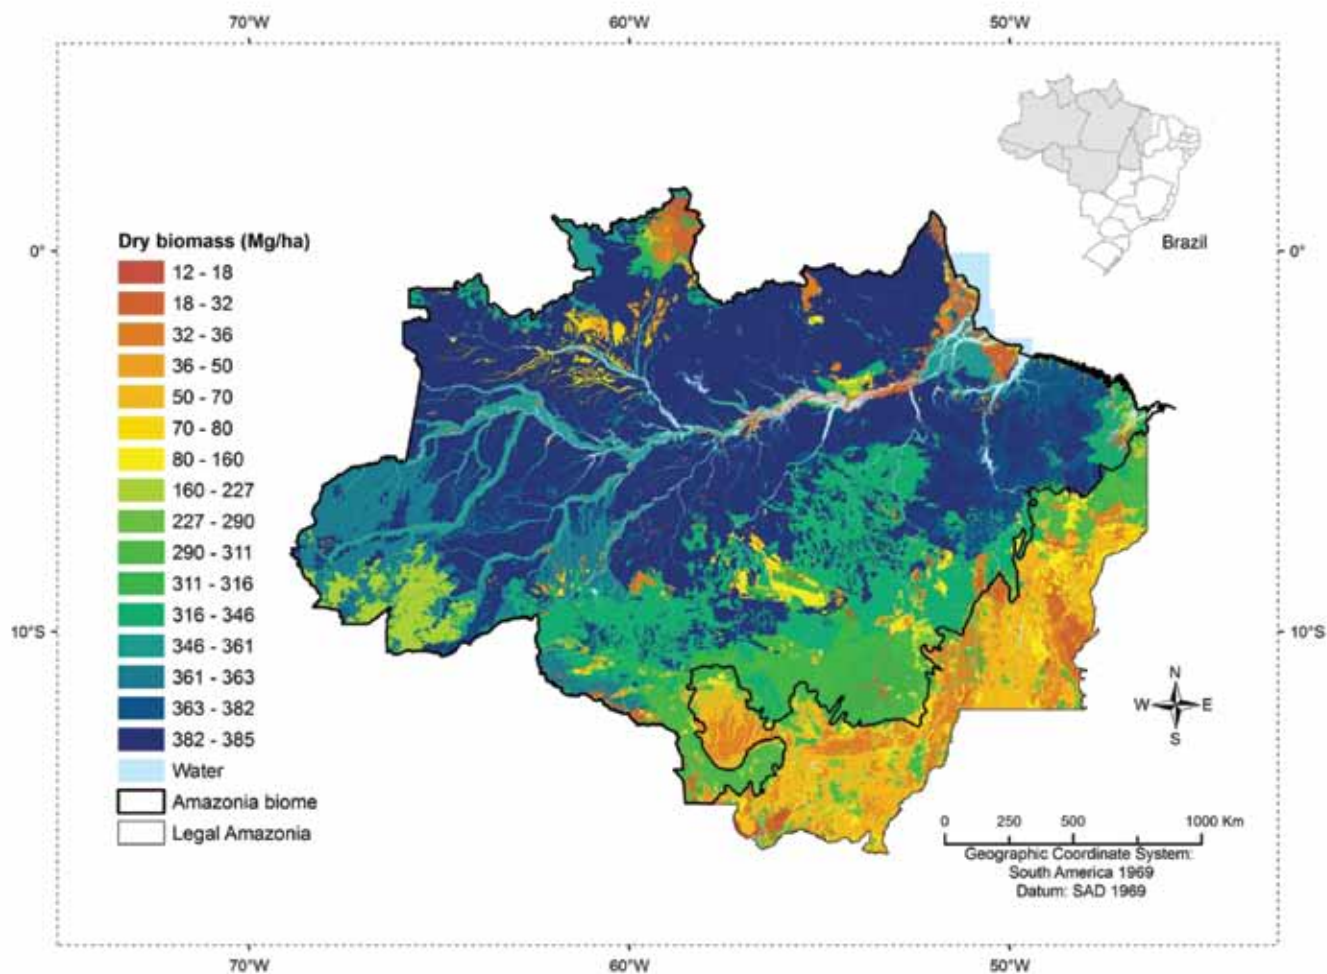 70°W 60°W 50°W
Brazil
0° 0°
Dry biomass (Mg/ha)
12 - 18
18 - 32
32 - 36
36 - 50
50 - 70
70 - 80
80 - 160
160 - 227
227 - 290
290 - 311
311 - 316
316 - 346
346 - 361
361 - 363
363 - 382
382 - 385
Water
Amazonia biome
Legal Amazonia
10°S 10°S
N
W E
S
0 250 500 1000 Km
Geographic Coordinate System:
South America 1969
Datum: SAD 1969
70°W 60°W 50°W